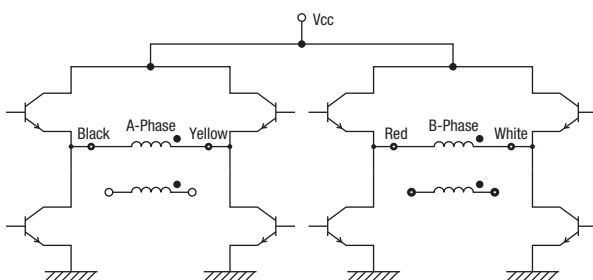 Vcc
A-Phase
Black
Yellow
B-Phase
Red
White